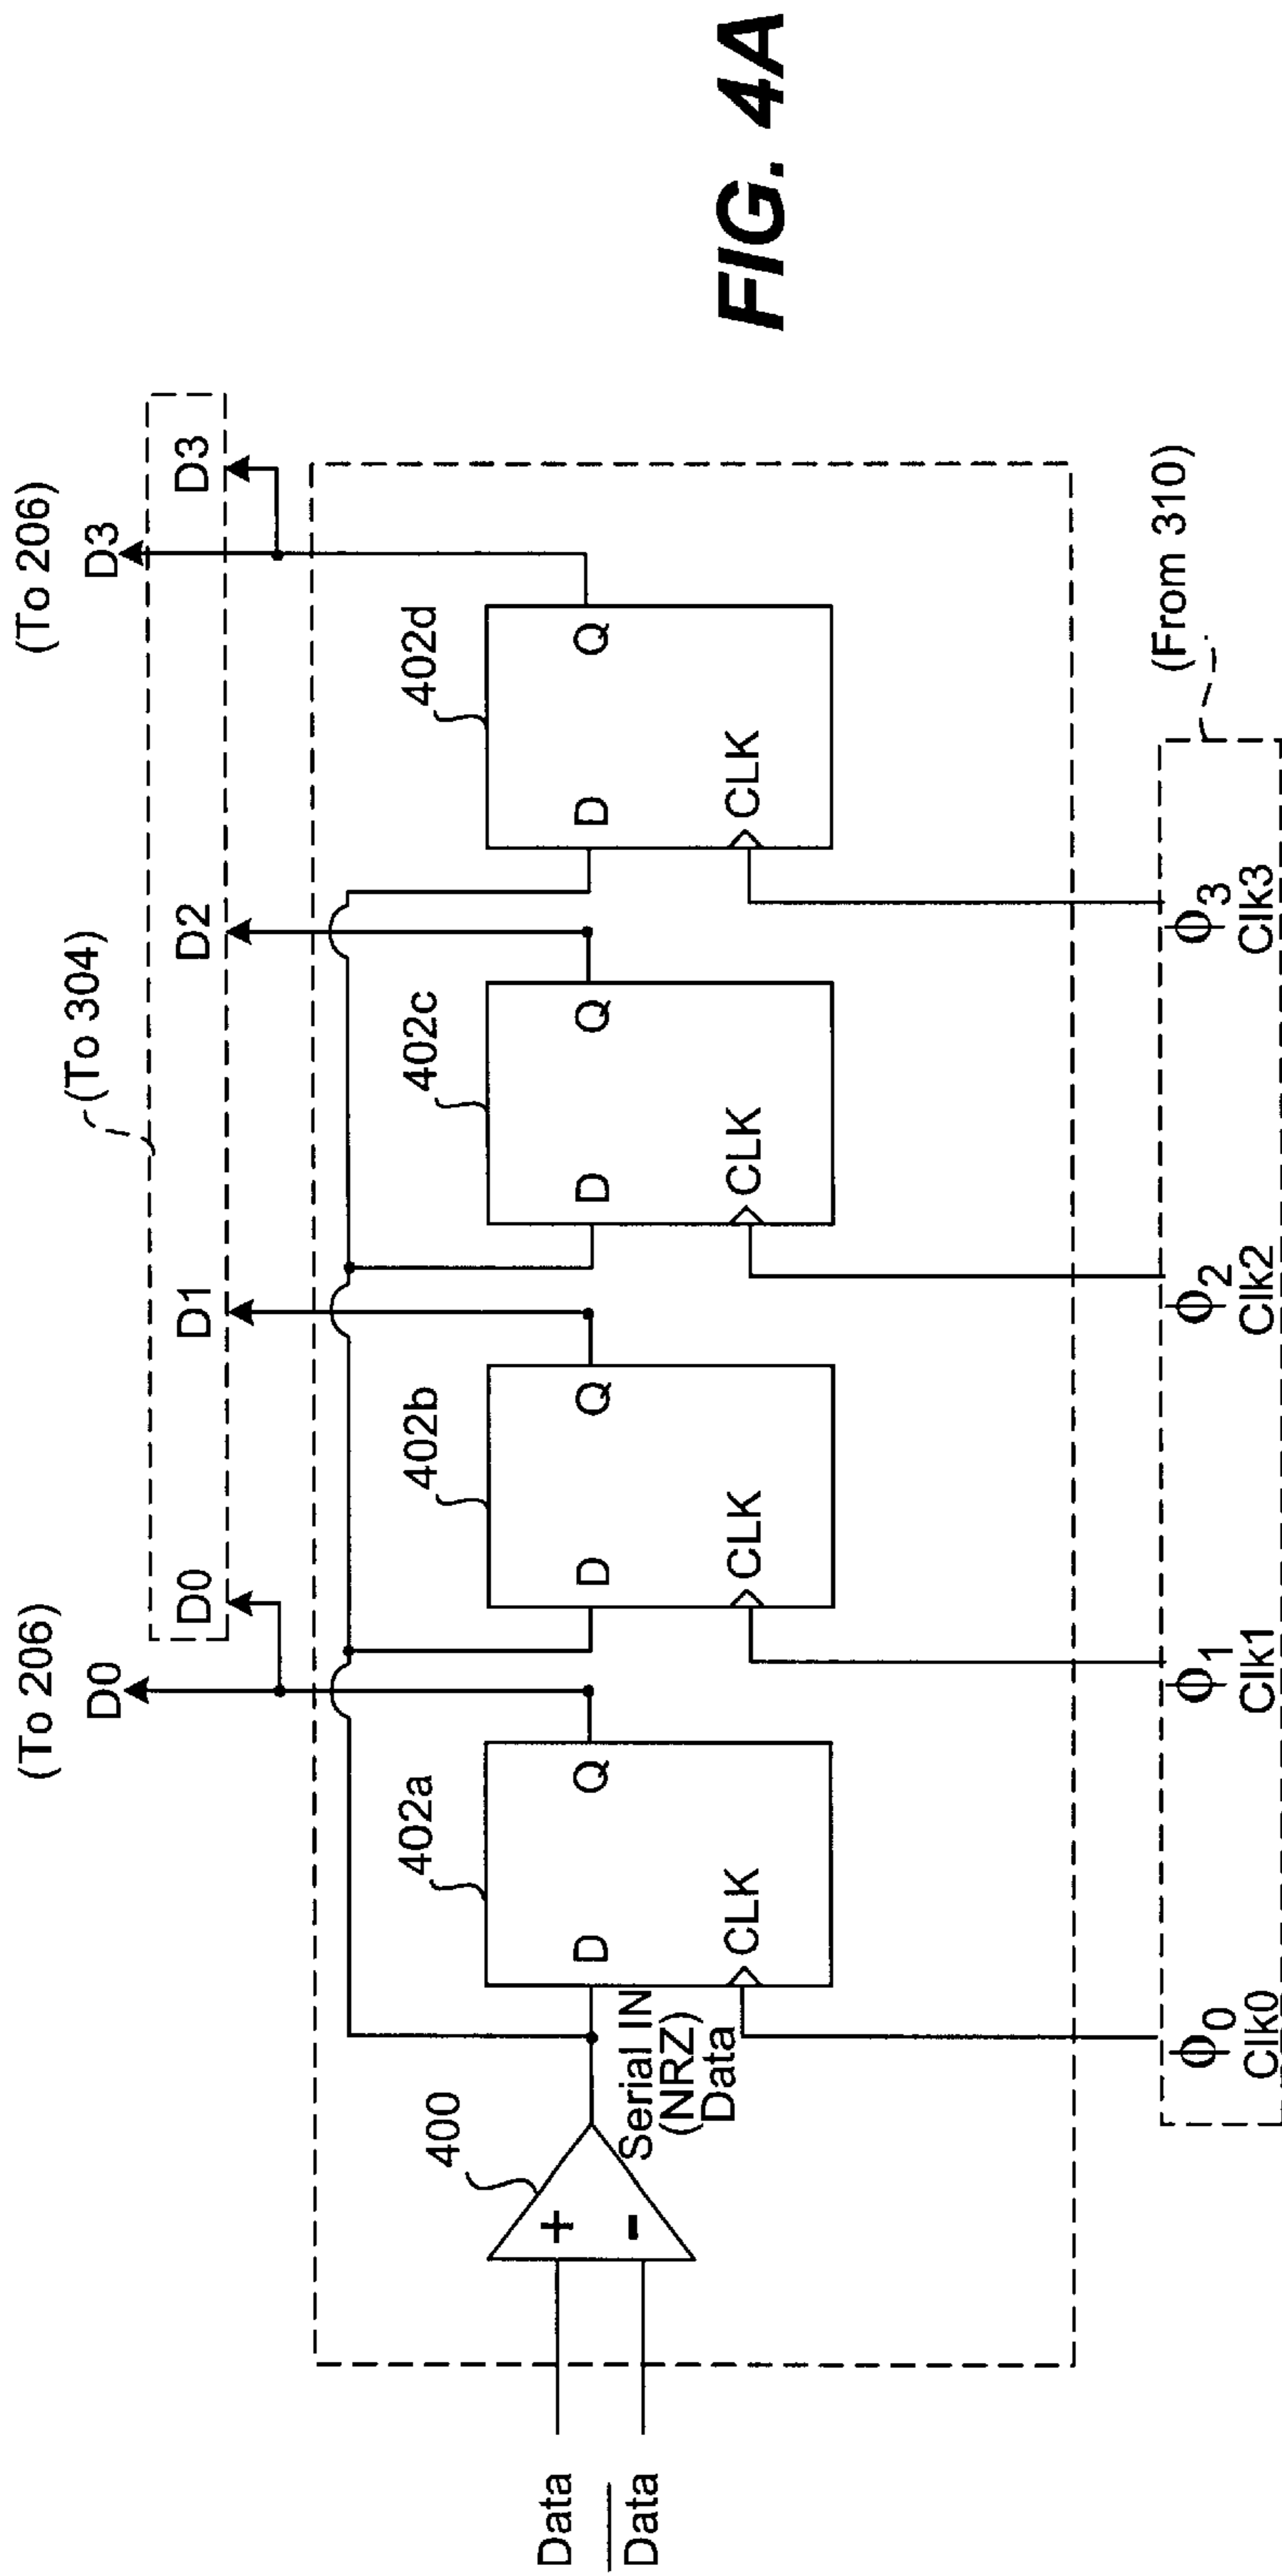 (To 206)
(To 206)
D0
D3
(To 304)
D0
D1
D2
D3
400
402a
402b
402c
402d
Data
Data
+
-
Serial IN
(NRZ)
Data
D
Q
CLK
D
Q
CLK
D
Q
CLK
D
Q
CLK
(From 310)
ϕ0
Clk0
ϕ1
Clk1
ϕ2
Clk2
ϕ3
Clk3
FIG. 4A